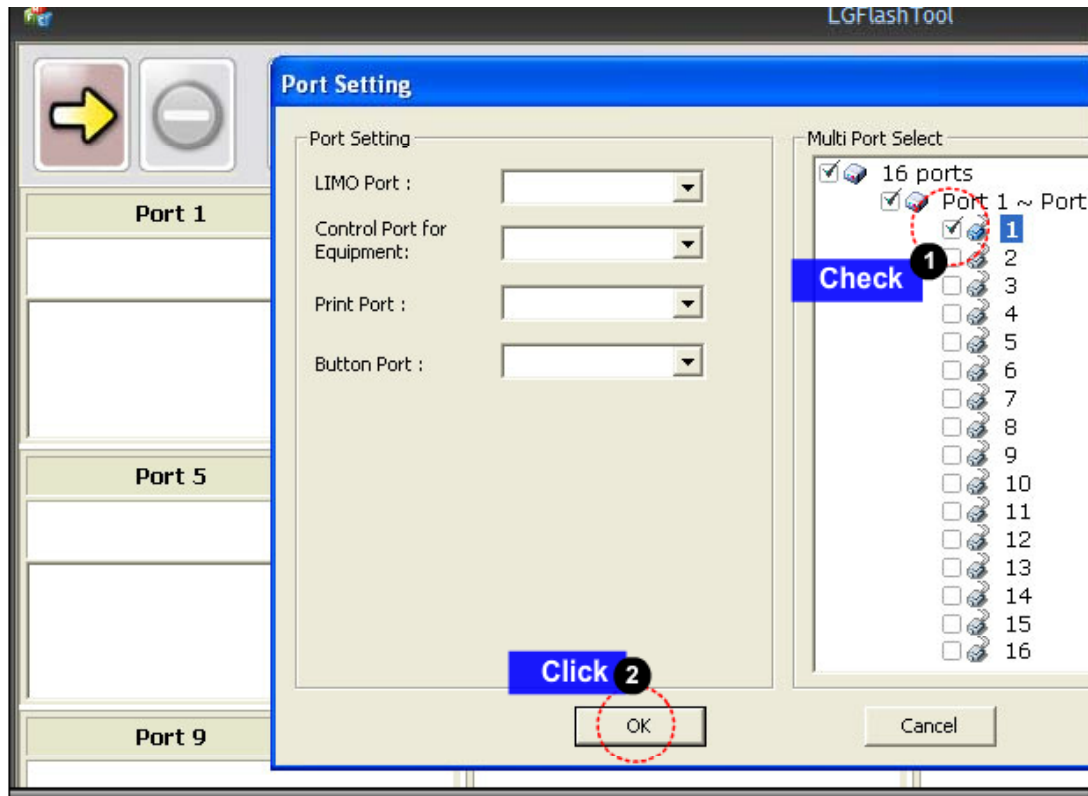 LGFlashTool
Port Setting
Port Setting
LIMO Port :
Control Port for
Equipment:
Print Port :
Button Port :
Multi Port Select
16 ports
Port 1 ~ Port
1
2
3
4
5
6
7
8
9
10
11
12
13
14
15
16
1
Check
Click 2
OK
Cancel
Port 1
Port 5
Port 9